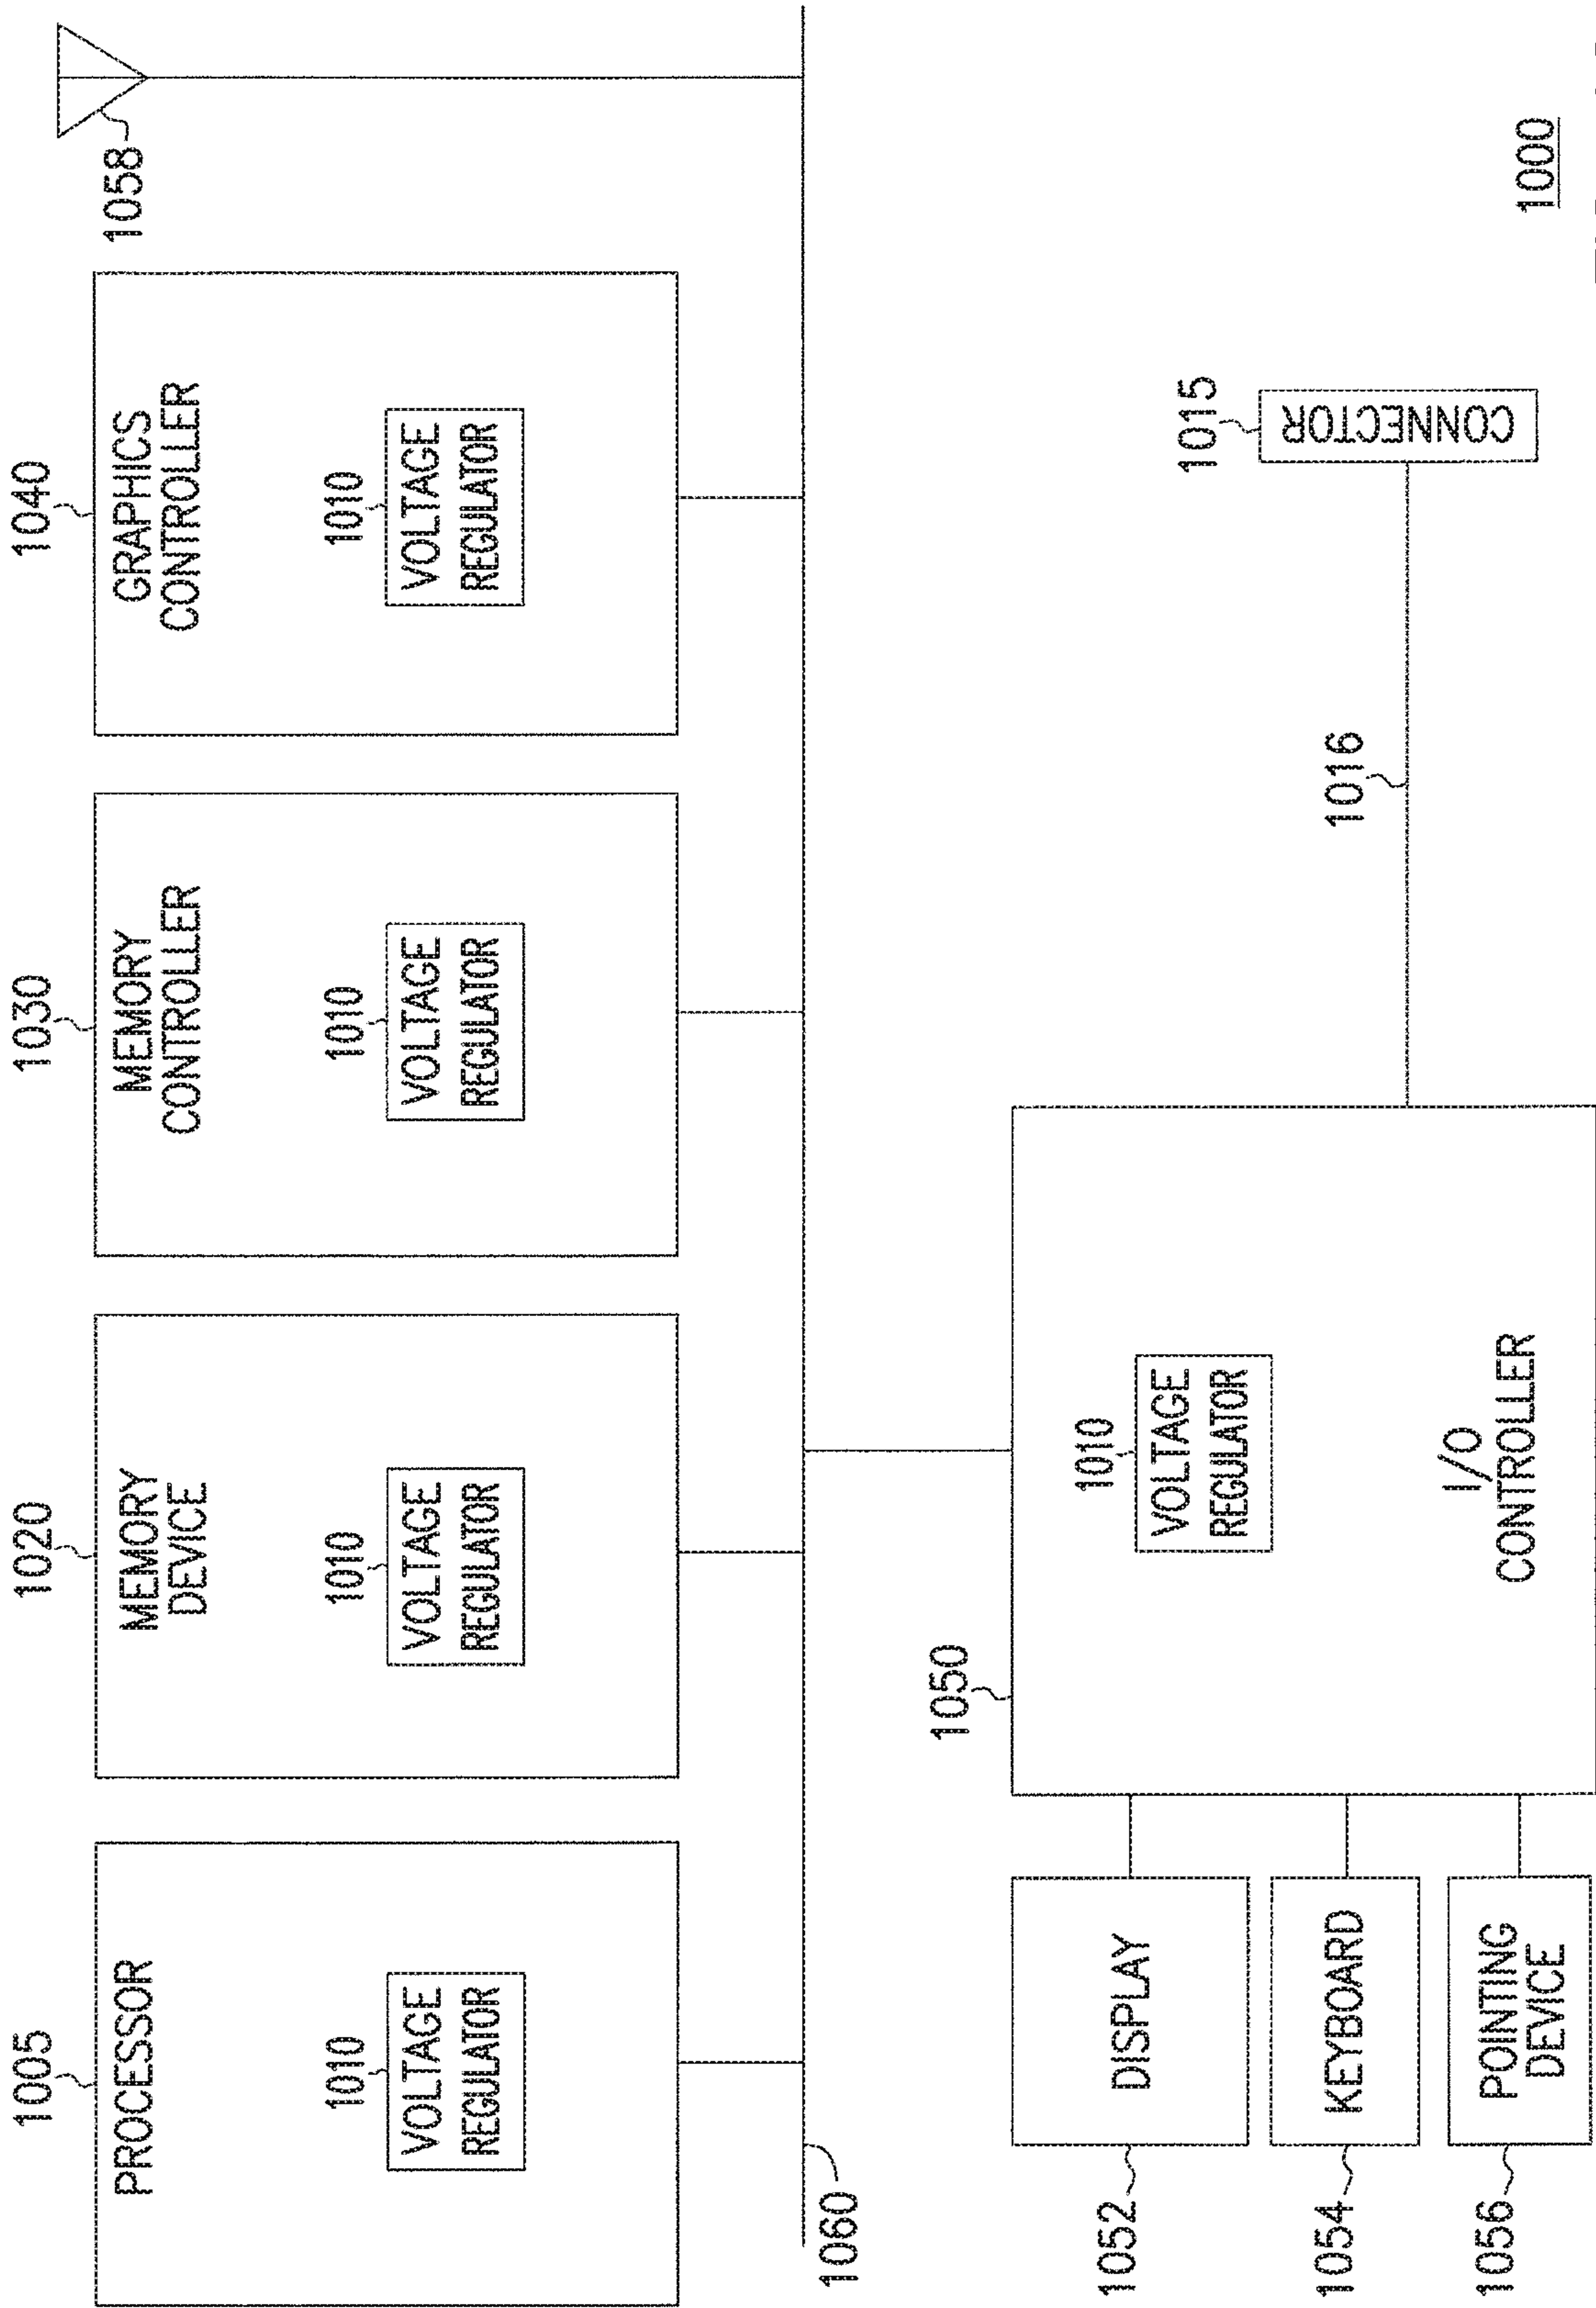 1005
PROCESSOR
1010
VOLTAGE
REGULATOR
1020
MEMORY
DEVICE
1010
VOLTAGE
REGULATOR
1030
MEMORY
CONTROLLER
1010
VOLTAGE
REGULATOR
1040
GRAPHICS
CONTROLLER
1010
VOLTAGE
REGULATOR
1058
1060
1050
1010
VOLTAGE
REGULATOR
I/O
CONTROLLER
1052
DISPLAY
1054
KEYBOARD
1056
POINTING
DEVICE
1016
1015
CONNECTOR
1000